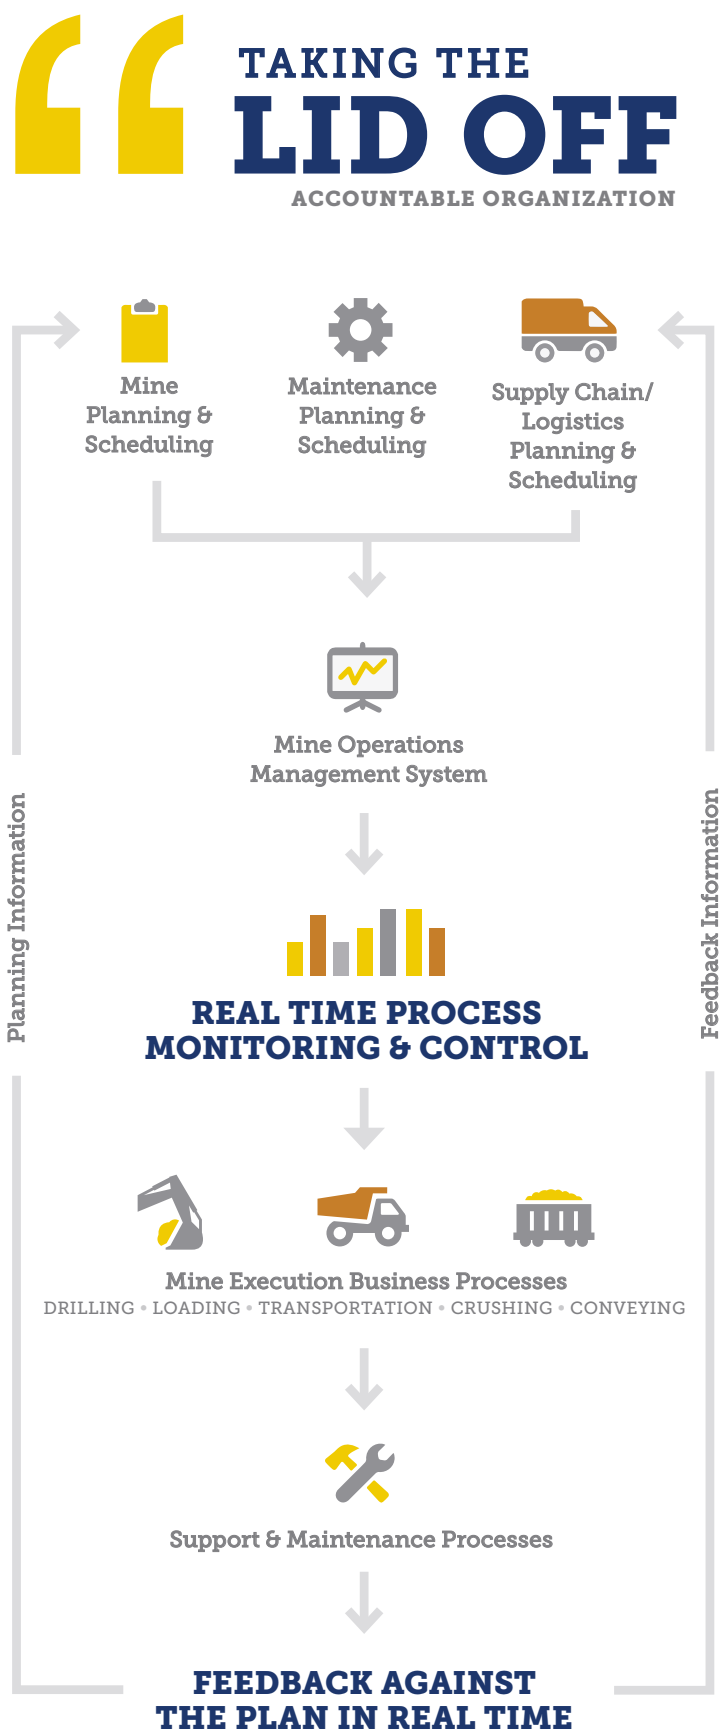 TAKING THE
LID OFF
ACCOUNTABLE ORGANIZATION
Mine
Planning &
Scheduling
Maintenance
Planning &
Scheduling
Supply Chain/
Logistics
Planning &
Scheduling
Mine Operations
Management System
Planning Information
Feedback Information
REAL TIME PROCESS
MONITORING & CONTROL
Mine Execution Business Processes
DRILLING • LOADING • TRANSPORTATION • CRUSHING • CONVEYING
Support & Maintenance Processes
FEEDBACK AGAINST
THE PLAN IN REAL TIME